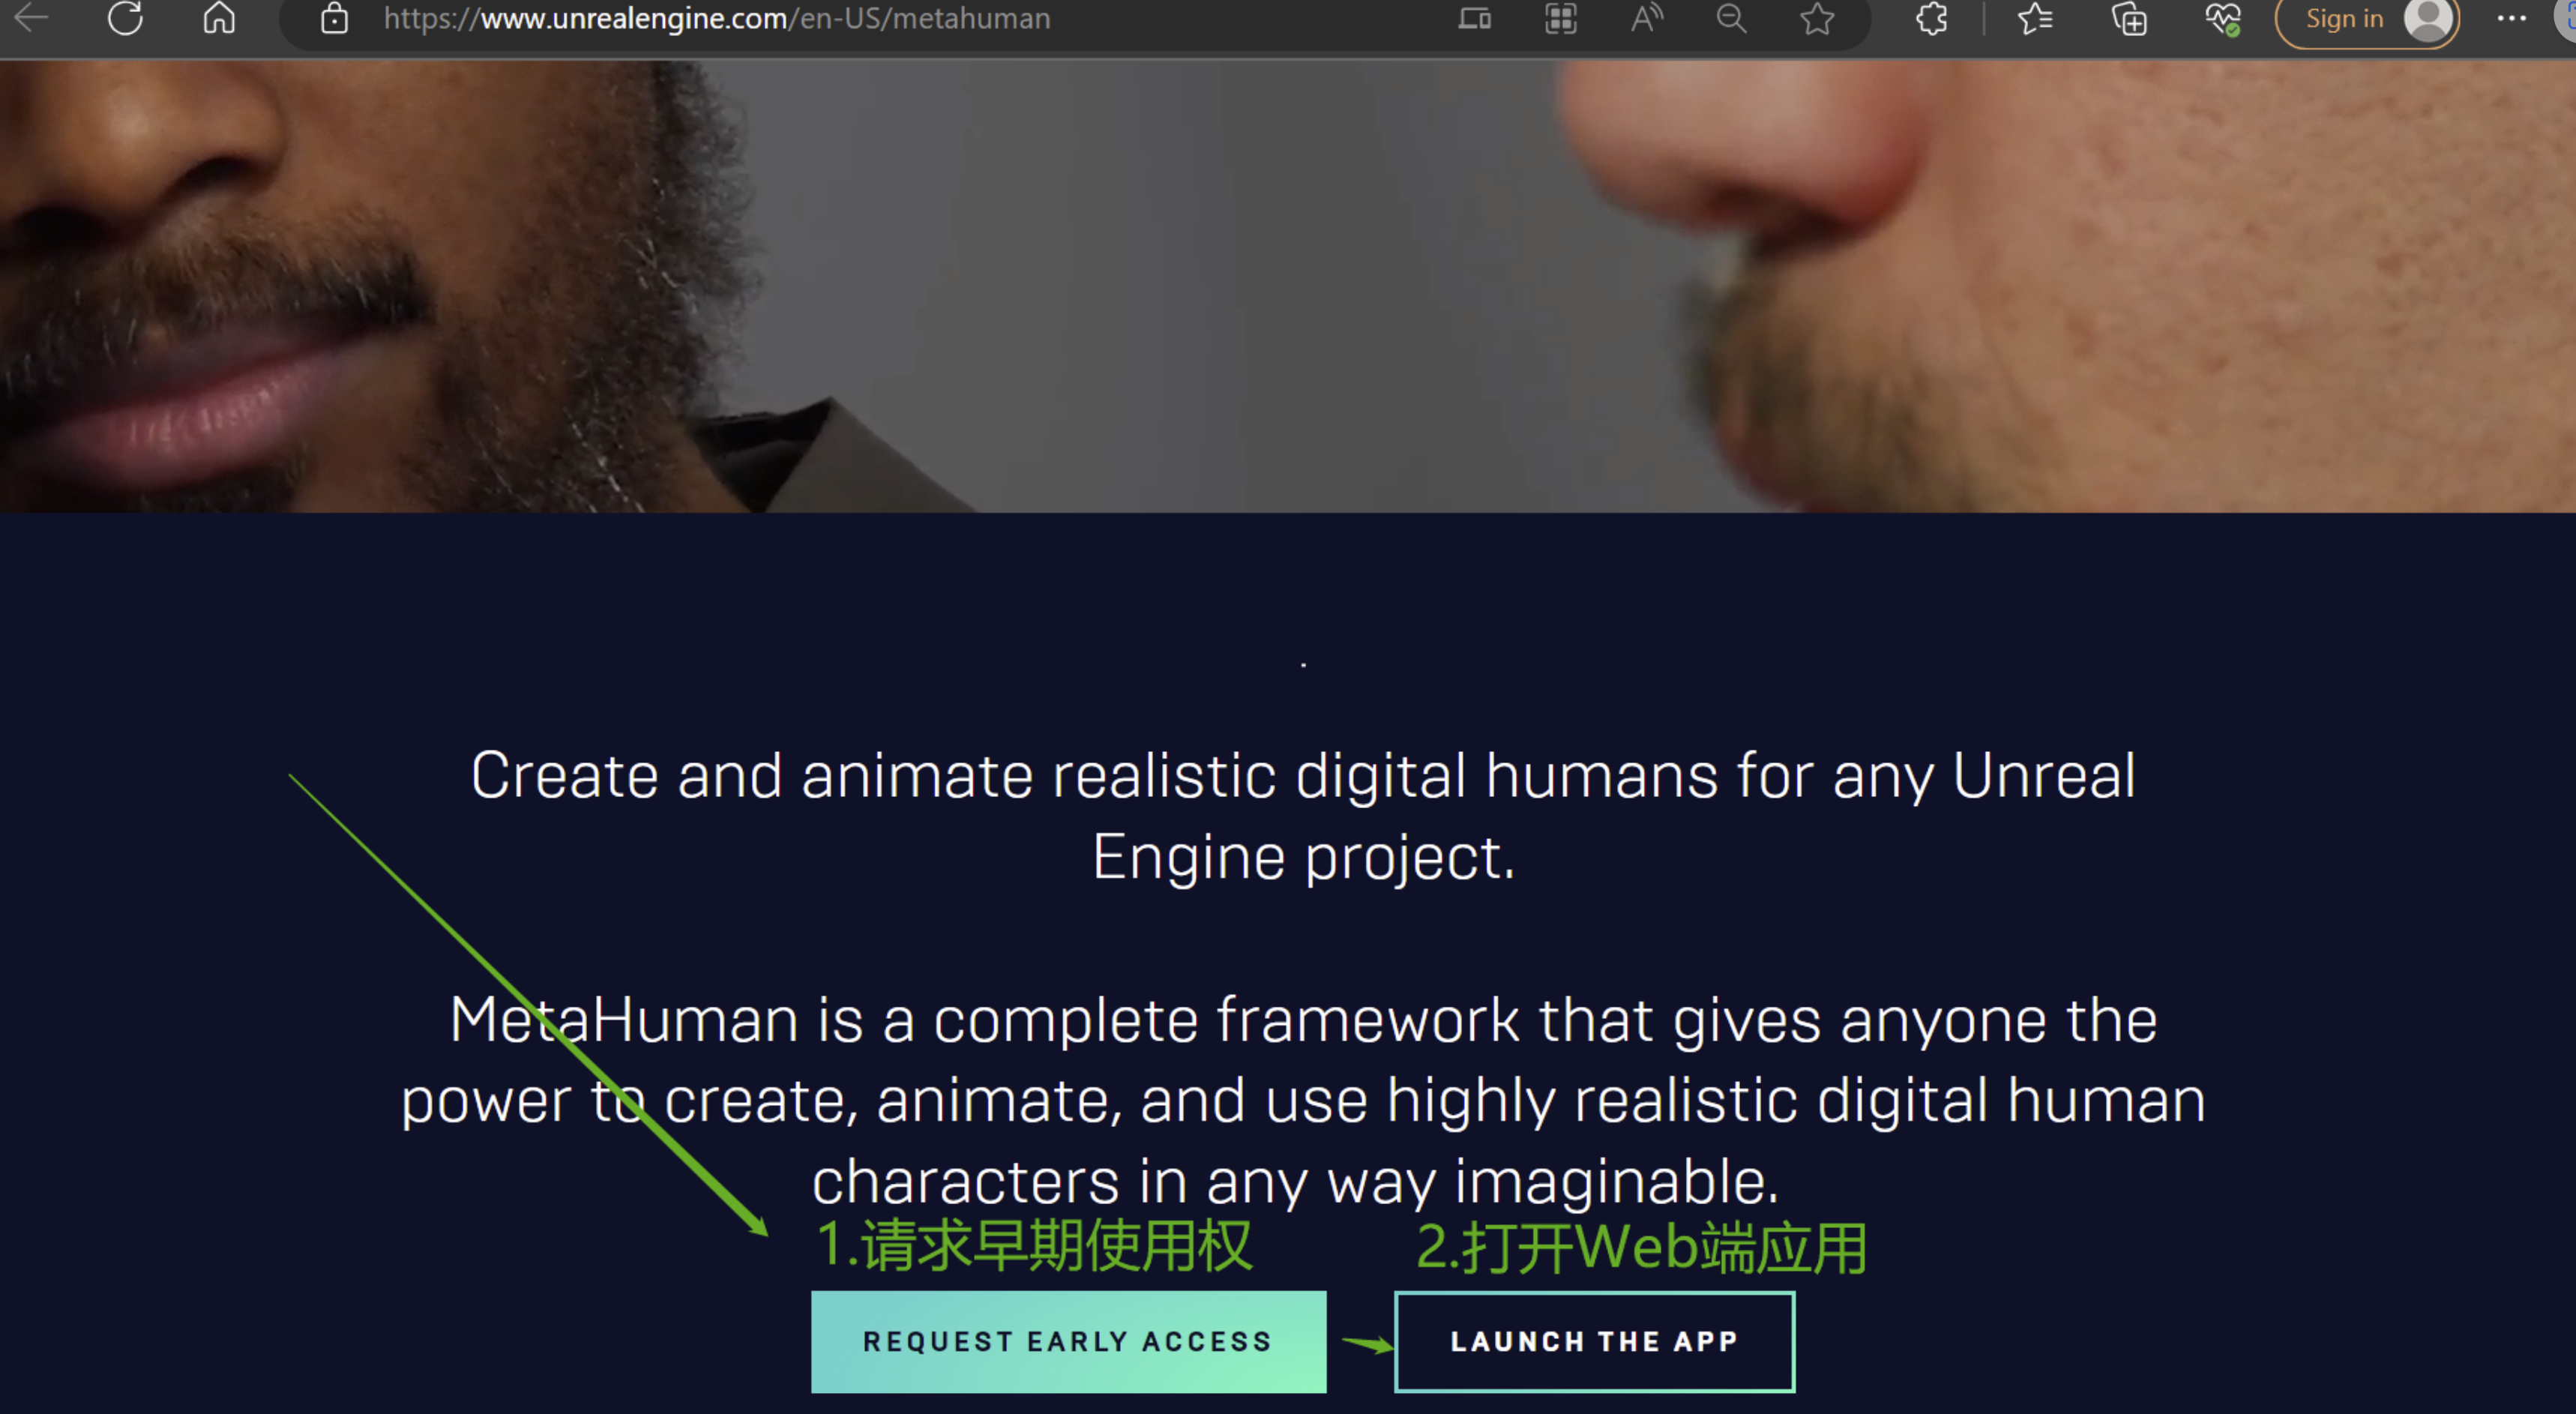 https://www.unrealengine.com/en-US/metahuman
Sign in
Create and animate realistic digital humans for any Unreal
Engine project.
MetaHuman is a complete framework that gives anyone the
power to create, animate, and use highly realistic digital human
characters in any way imaginable.
1.请求早期使用权
2.打开Web端应用
REQUEST EARLY ACCESS
LAUNCH THE APP